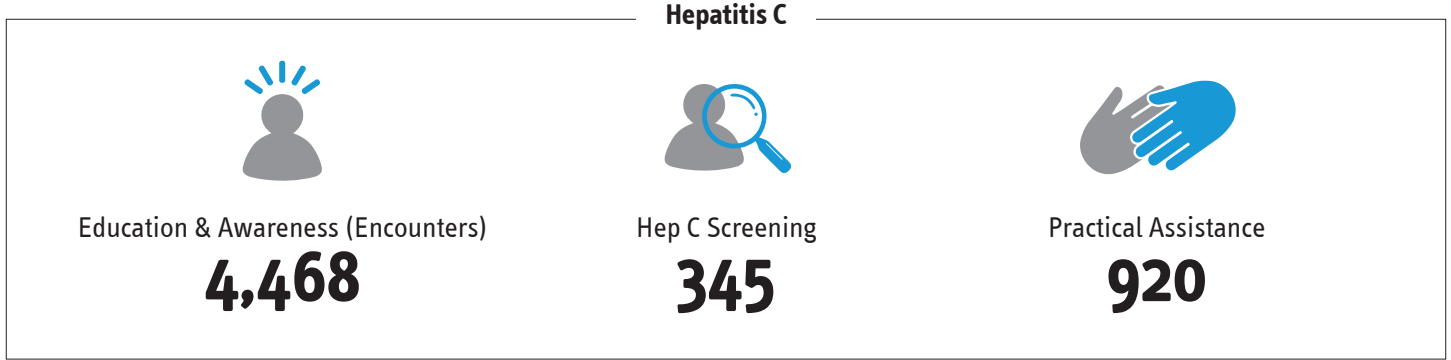 Hepatitis C
Education & Awareness (Encounters)
4,468
Hep C Screening
345
Practical Assistance
920